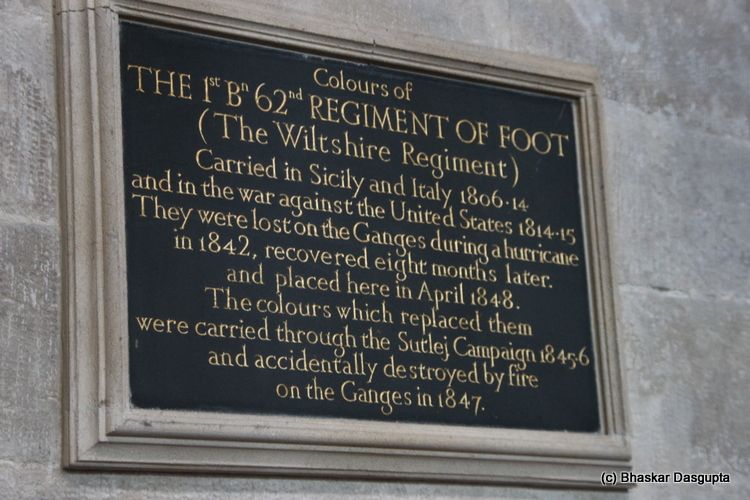 Colours of
THE 1st Bn 62nd REGIMENT OF FOOT
(The Wiltshire Regiment)
Carried in Sicily and Italy 1806·14
and in the war against the United States 1814·15
They were lost on the Ganges during a hurricane
in 1842, recovered eight months later.
and placed here in April 1848.
The colours which replaced them
were carried through the Sutlej Campaign 1845·6
and accidentally destroyed by fire
on the Ganges in 1847.
(c) Bhaskar Dasgupta